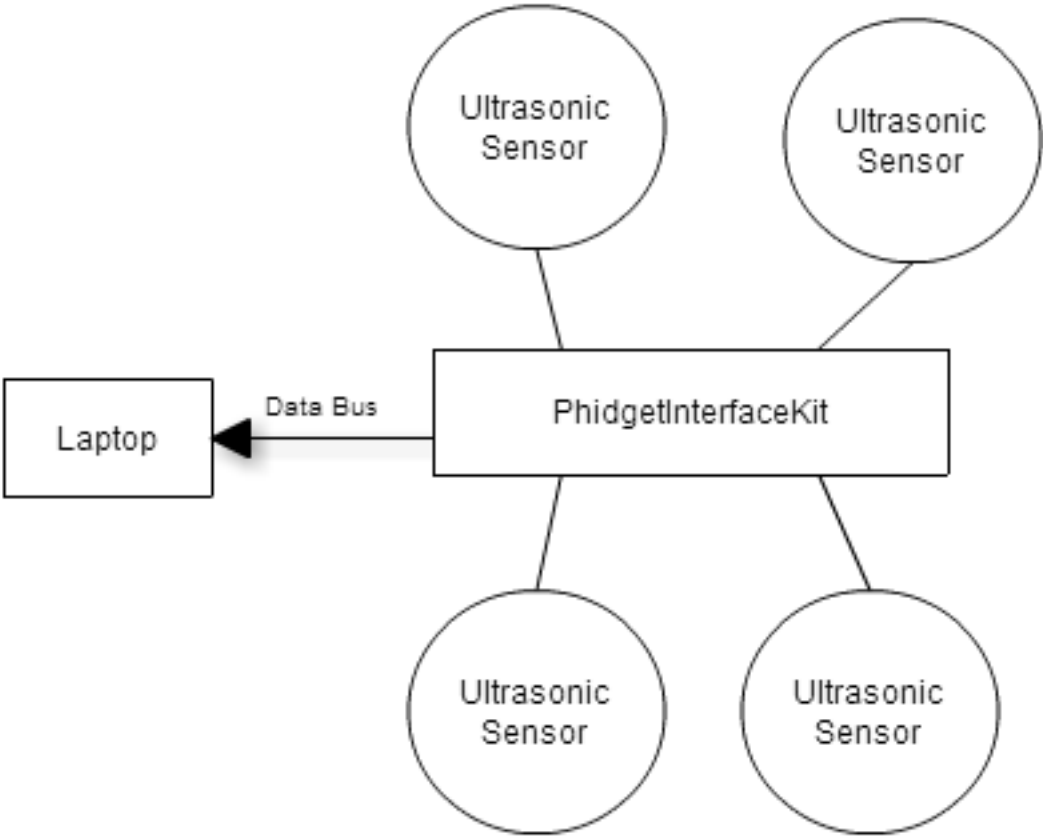 Ultrasonic
Sensor
Ultrasonic
Sensor
Data Bus
PhidgetInterfaceKit
Laptop
Ultrasonic
Sensor
Ultrasonic
Sensor